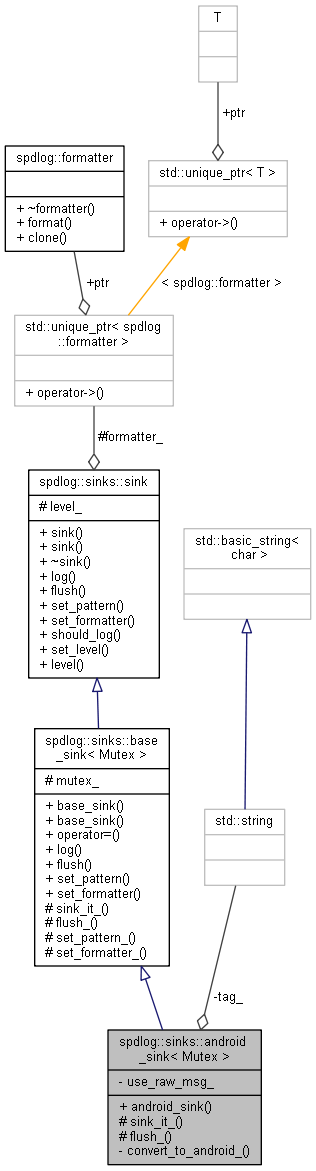 T
+ptr
spdlog::formatter
+ ~formatter()
+ format()
+ clone()
std::unique_ptr< T >
+ operator->()
+ptr
< spdlog::formatter >
std::unique_ptr< spdlog
::formatter >
+ operator->()
#formatter_
spdlog::sinks::sink
# level_
+ sink()
+ sink()
+ ~sink()
+ log()
+ flush()
+ set_pattern()
+ set_formatter()
+ should_log()
+ set_level()
+ level()
std::basic_string<
char >
spdlog::sinks::base
_sink< Mutex >
# mutex_
+ base_sink()
+ base_sink()
+ operator=()
+ log()
+ flush()
+ set_pattern()
+ set_formatter()
# sink_it_()
# flush_()
# set_pattern_()
# set_formatter_()
std::string
-tag_
spdlog::sinks::android
_sink< Mutex >
- use_raw_msg_
+ android_sink()
# sink_it_()
# flush_()
- convert_to_android_()